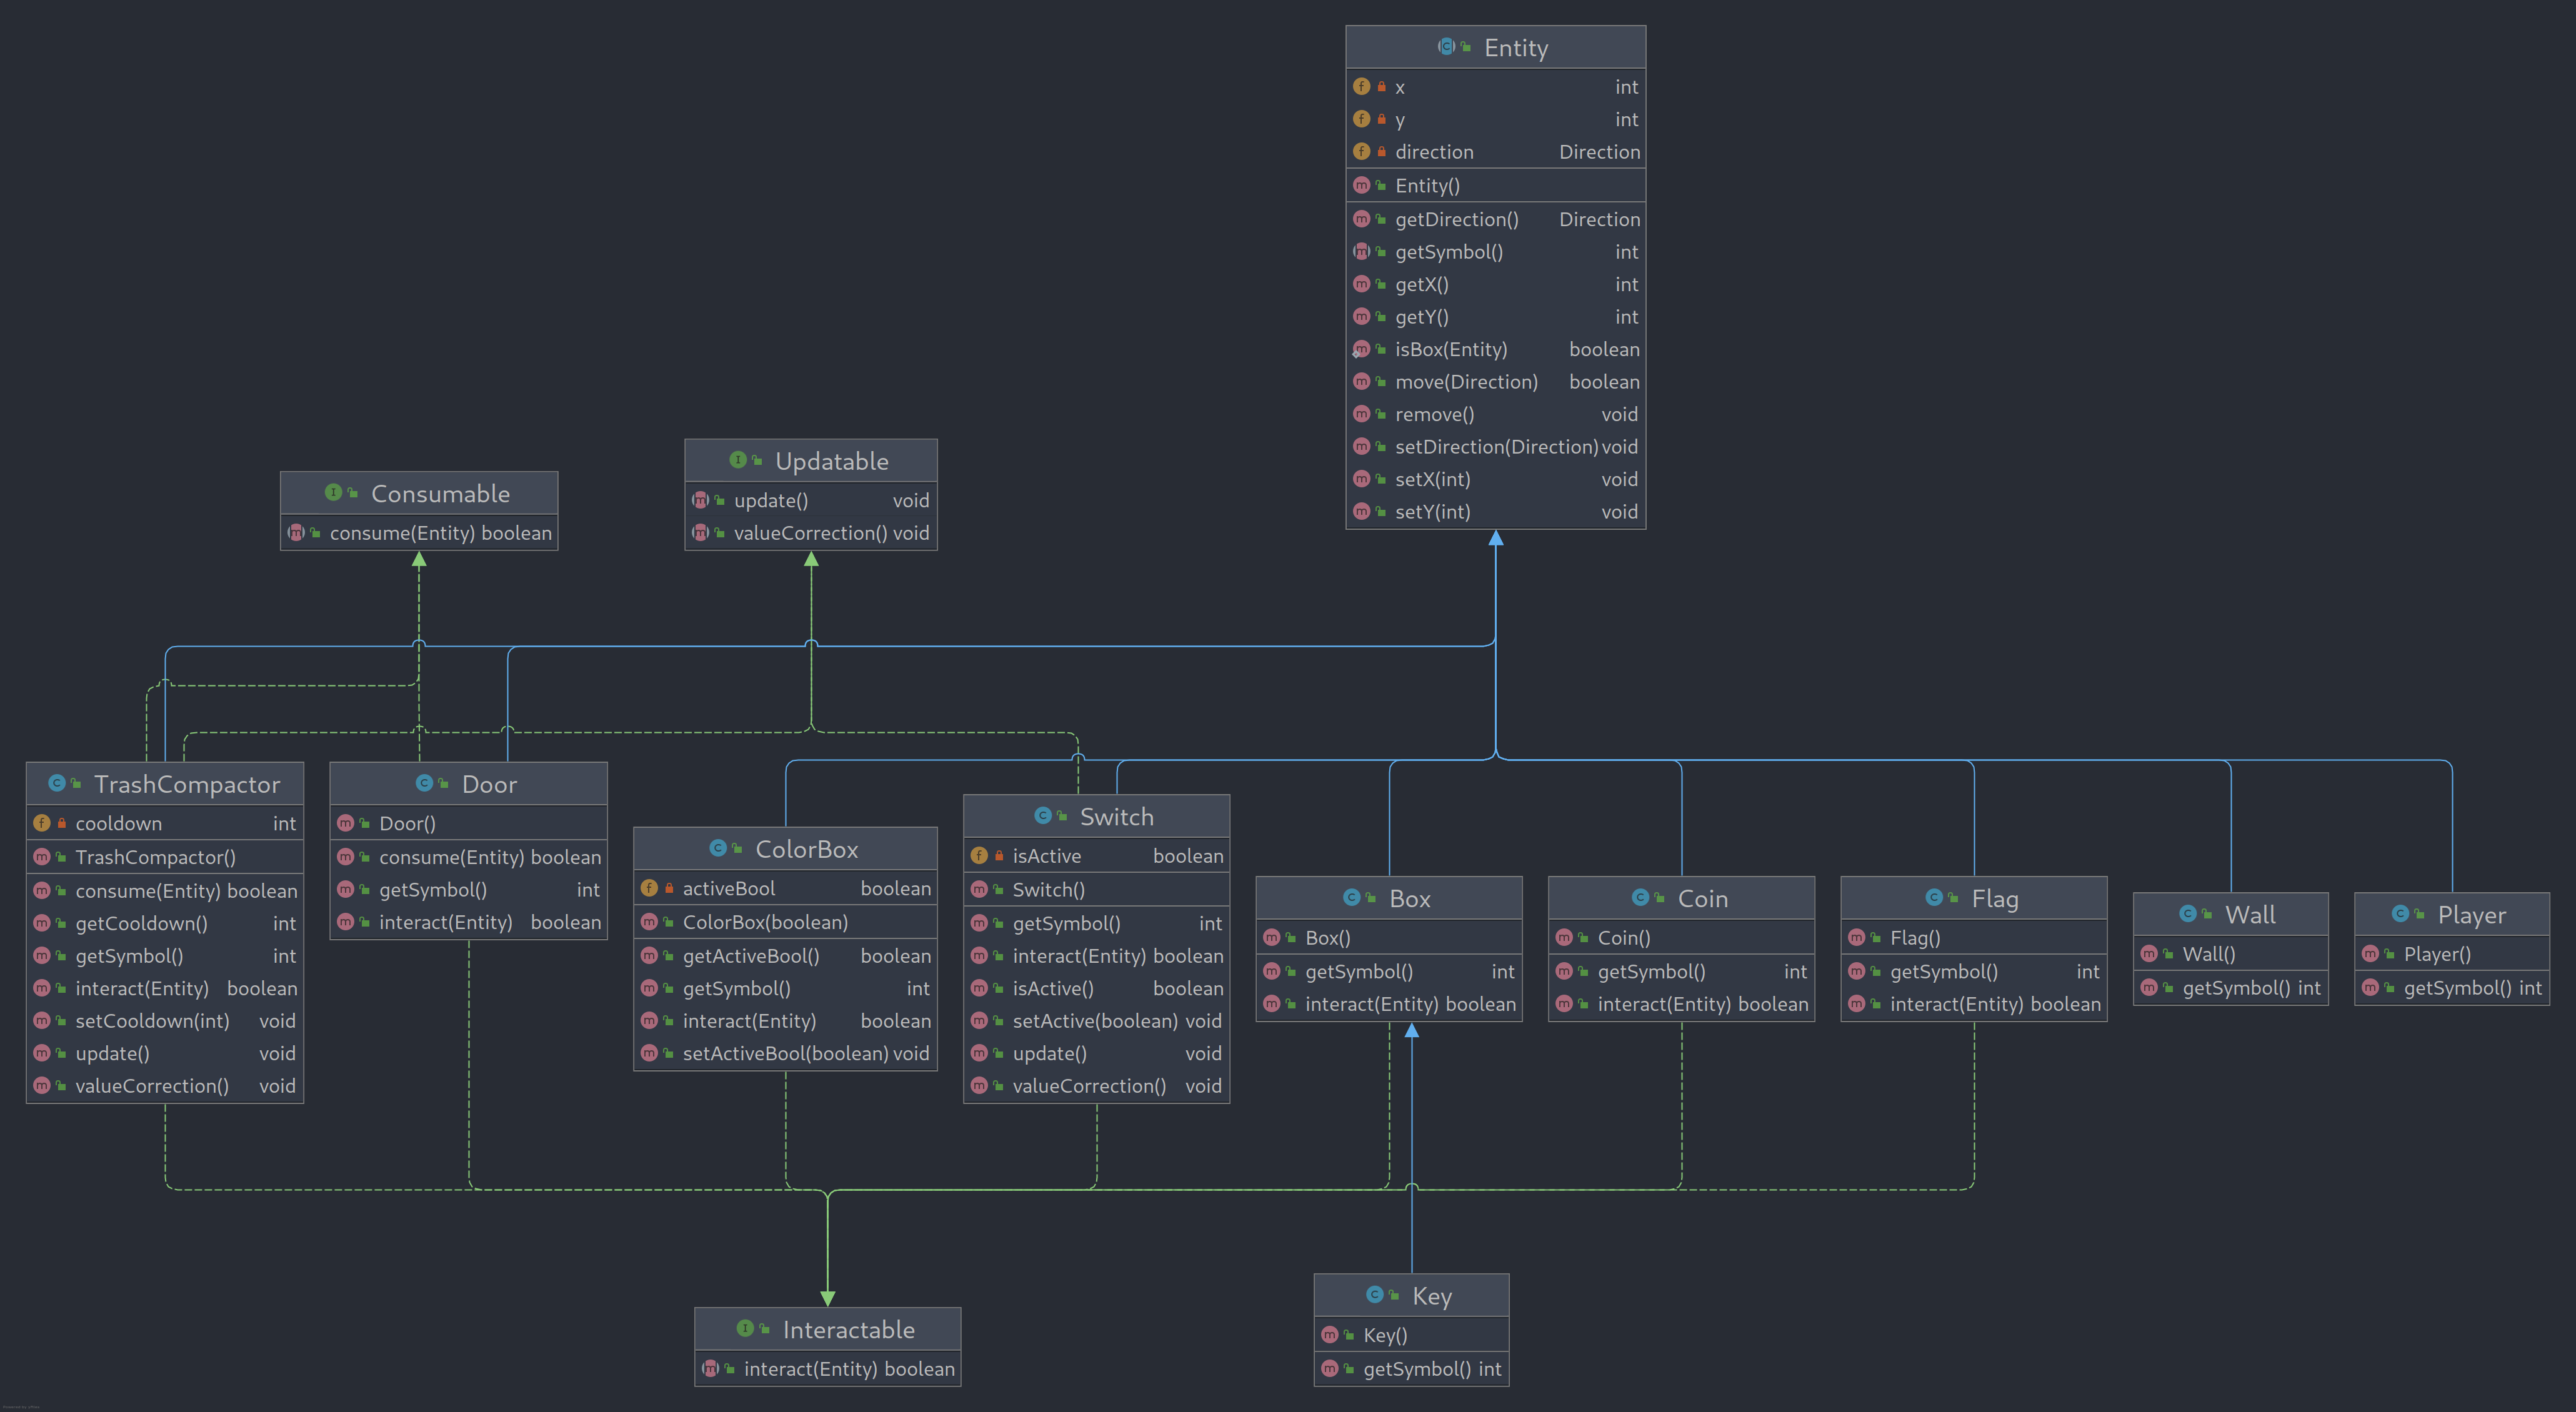 Entity
x int
y int
direction Direction
Entity()
getDirection() Direction
getSymbol() int
getX() int
getY() int
isBox(Entity) boolean
move(Direction) boolean
remove() void
setDirection(Direction) void
setX(int) void
setY(int) void
Consumable
consume(Entity) boolean
Updatable
update() void
valueCorrection() void
TrashCompactor
cooldown int
TrashCompactor()
consume(Entity) boolean
getCooldown() int
getSymbol() int
interact(Entity) boolean
setCooldown(int) void
update() void
valueCorrection() void
Door
Door()
consume(Entity) boolean
getSymbol() int
interact(Entity) boolean
ColorBox
activeBool boolean
ColorBox(boolean)
getActiveBool() boolean
getSymbol() int
interact(Entity) boolean
setActiveBool(boolean) void
Switch
isActive boolean
Switch()
getSymbol() int
interact(Entity) boolean
isActive() boolean
setActive(boolean) void
update() void
valueCorrection() void
Box
Box()
getSymbol() int
interact(Entity) boolean
Coin
Coin()
getSymbol() int
interact(Entity) boolean
Flag
Flag()
getSymbol() int
interact(Entity) boolean
Wall
Wall()
getSymbol() int
Player
Player()
getSymbol() int
Interactable
interact(Entity) boolean
Key
Key()
getSymbol() int